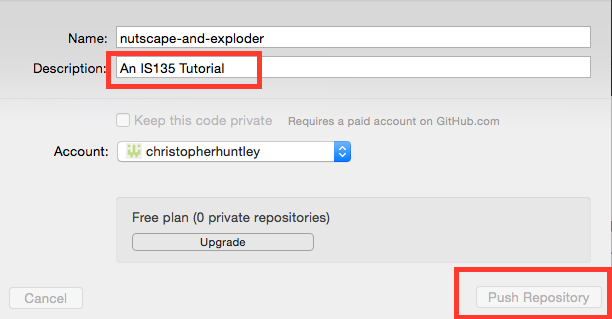 Name: nutscape-and-exploder
Description: An IS135 Tutorial
Keep this code private Requires a paid account on GitHub.com
Account: christopherhuntley
Free plan (0 private repositories)
Upgrade
Cancel Push Repository